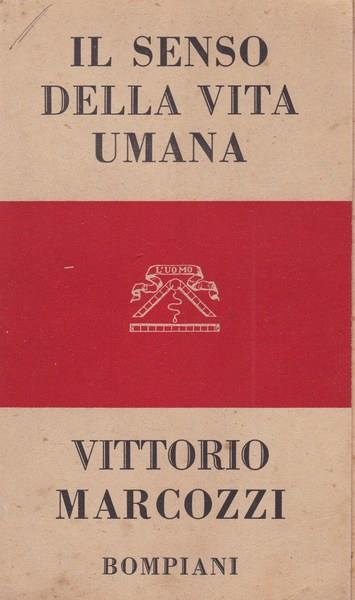 IL SENSO
DELLA VITA
UMANA
L'UOMO
VITTORIO
MARCOZZI
BOMPIANI